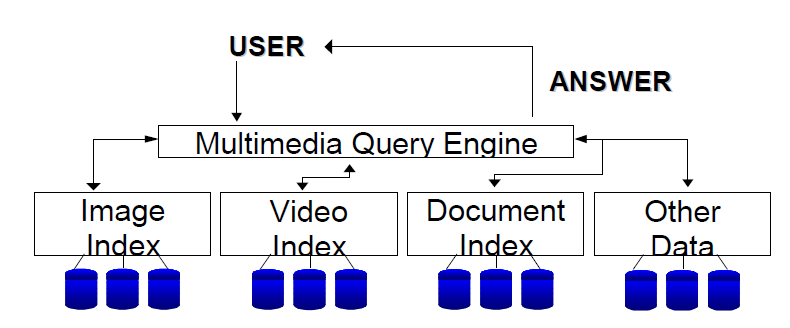 USER
ANSWER
Multimedia Query Engine
Image
Index
Video
Index
Document
Index
Other
Data